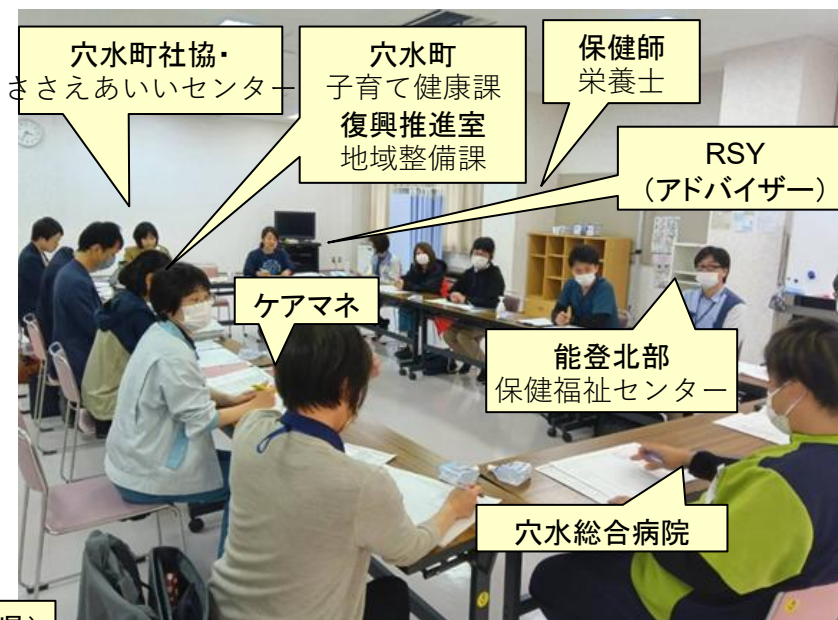 穴水町社協・
ささえあいいセンター
穴水町
子育て健康課
復興推進室
地域整備課
保健師
栄養士
RSY
（アドバイザー）
ケアマネ
能登北部
保健福祉センター
穴水総合病院
県）